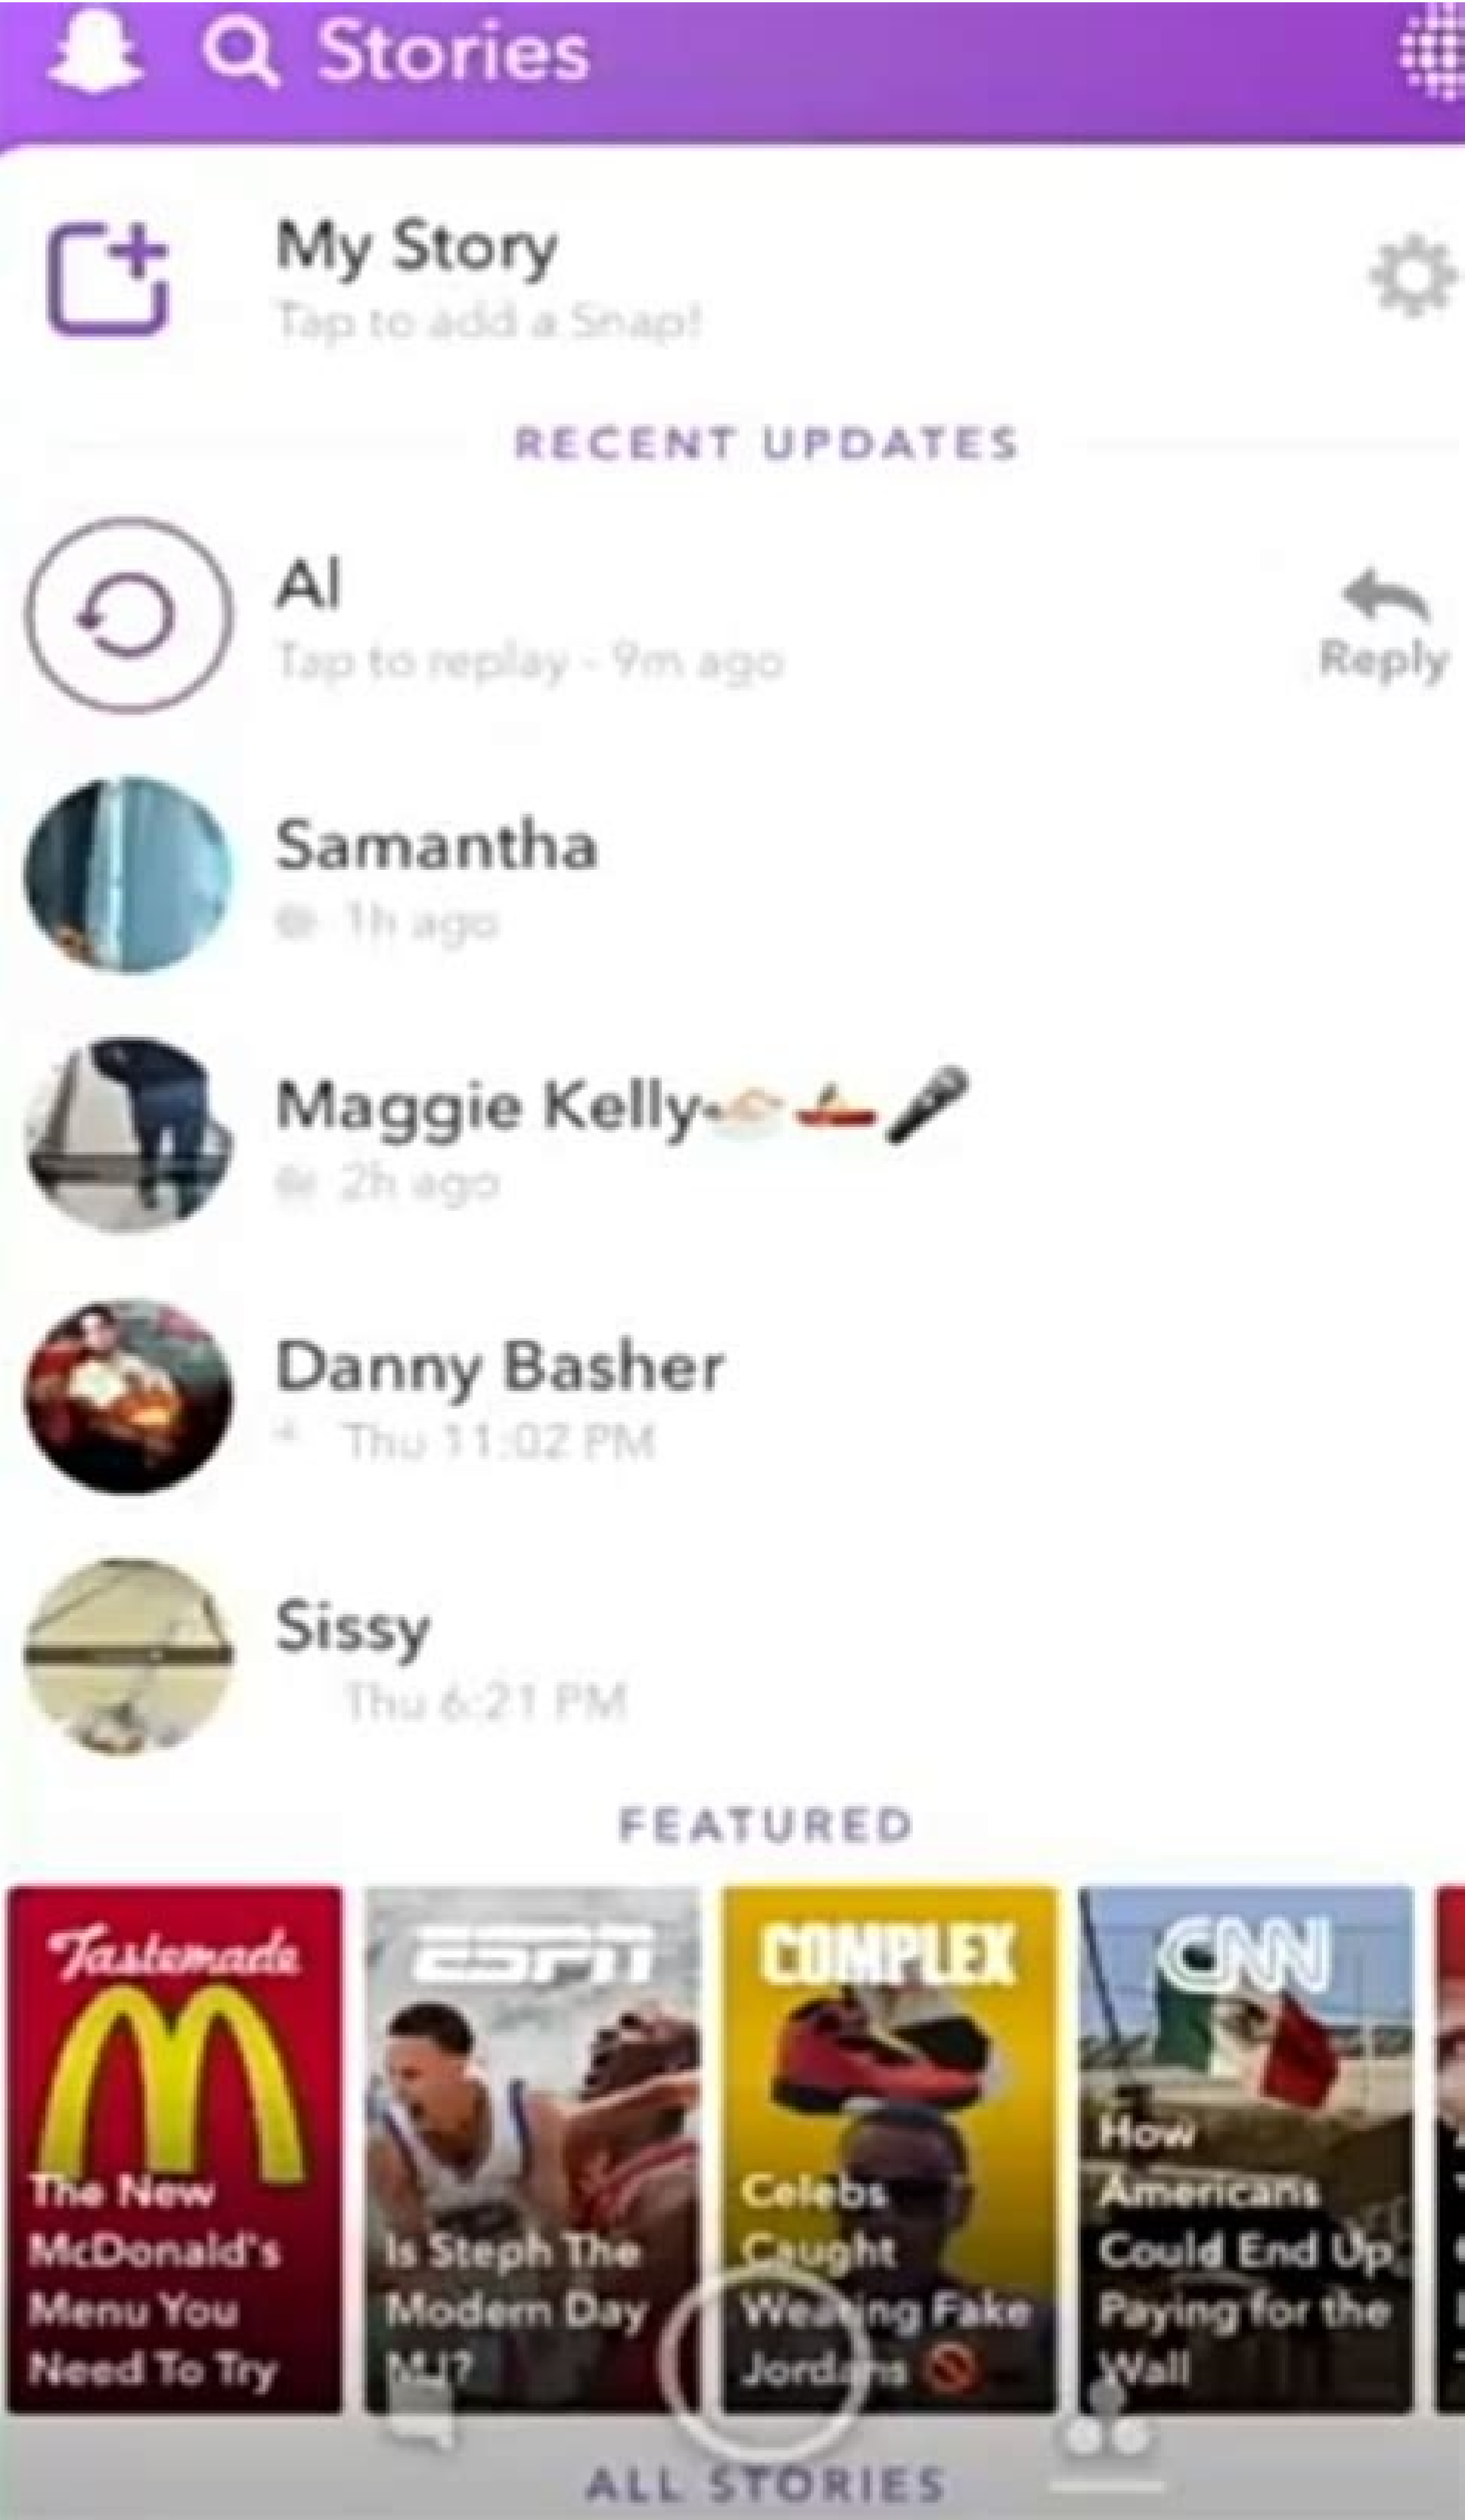 Stories
My Story
Tap to add a Snap!
RECENT UPDATES
Al
Tap to replay - 9m ago
Reply
Samantha
1h ago
Maggie Kelly
2h ago
Danny Basher
Thu 11:02 PM
Sissy
Thu 6:21 PM
FEATURED
Tastemade
The New
McDonald's
Menu You
Need To Try
ESPN
Is Steph The
Modern Day
MJ?
COMPLEX
Celebs
Caught
Wearing Fake
Jordans
CNN
How
Americans
Could End Up
Paying for the
Wall
ALL STORIES